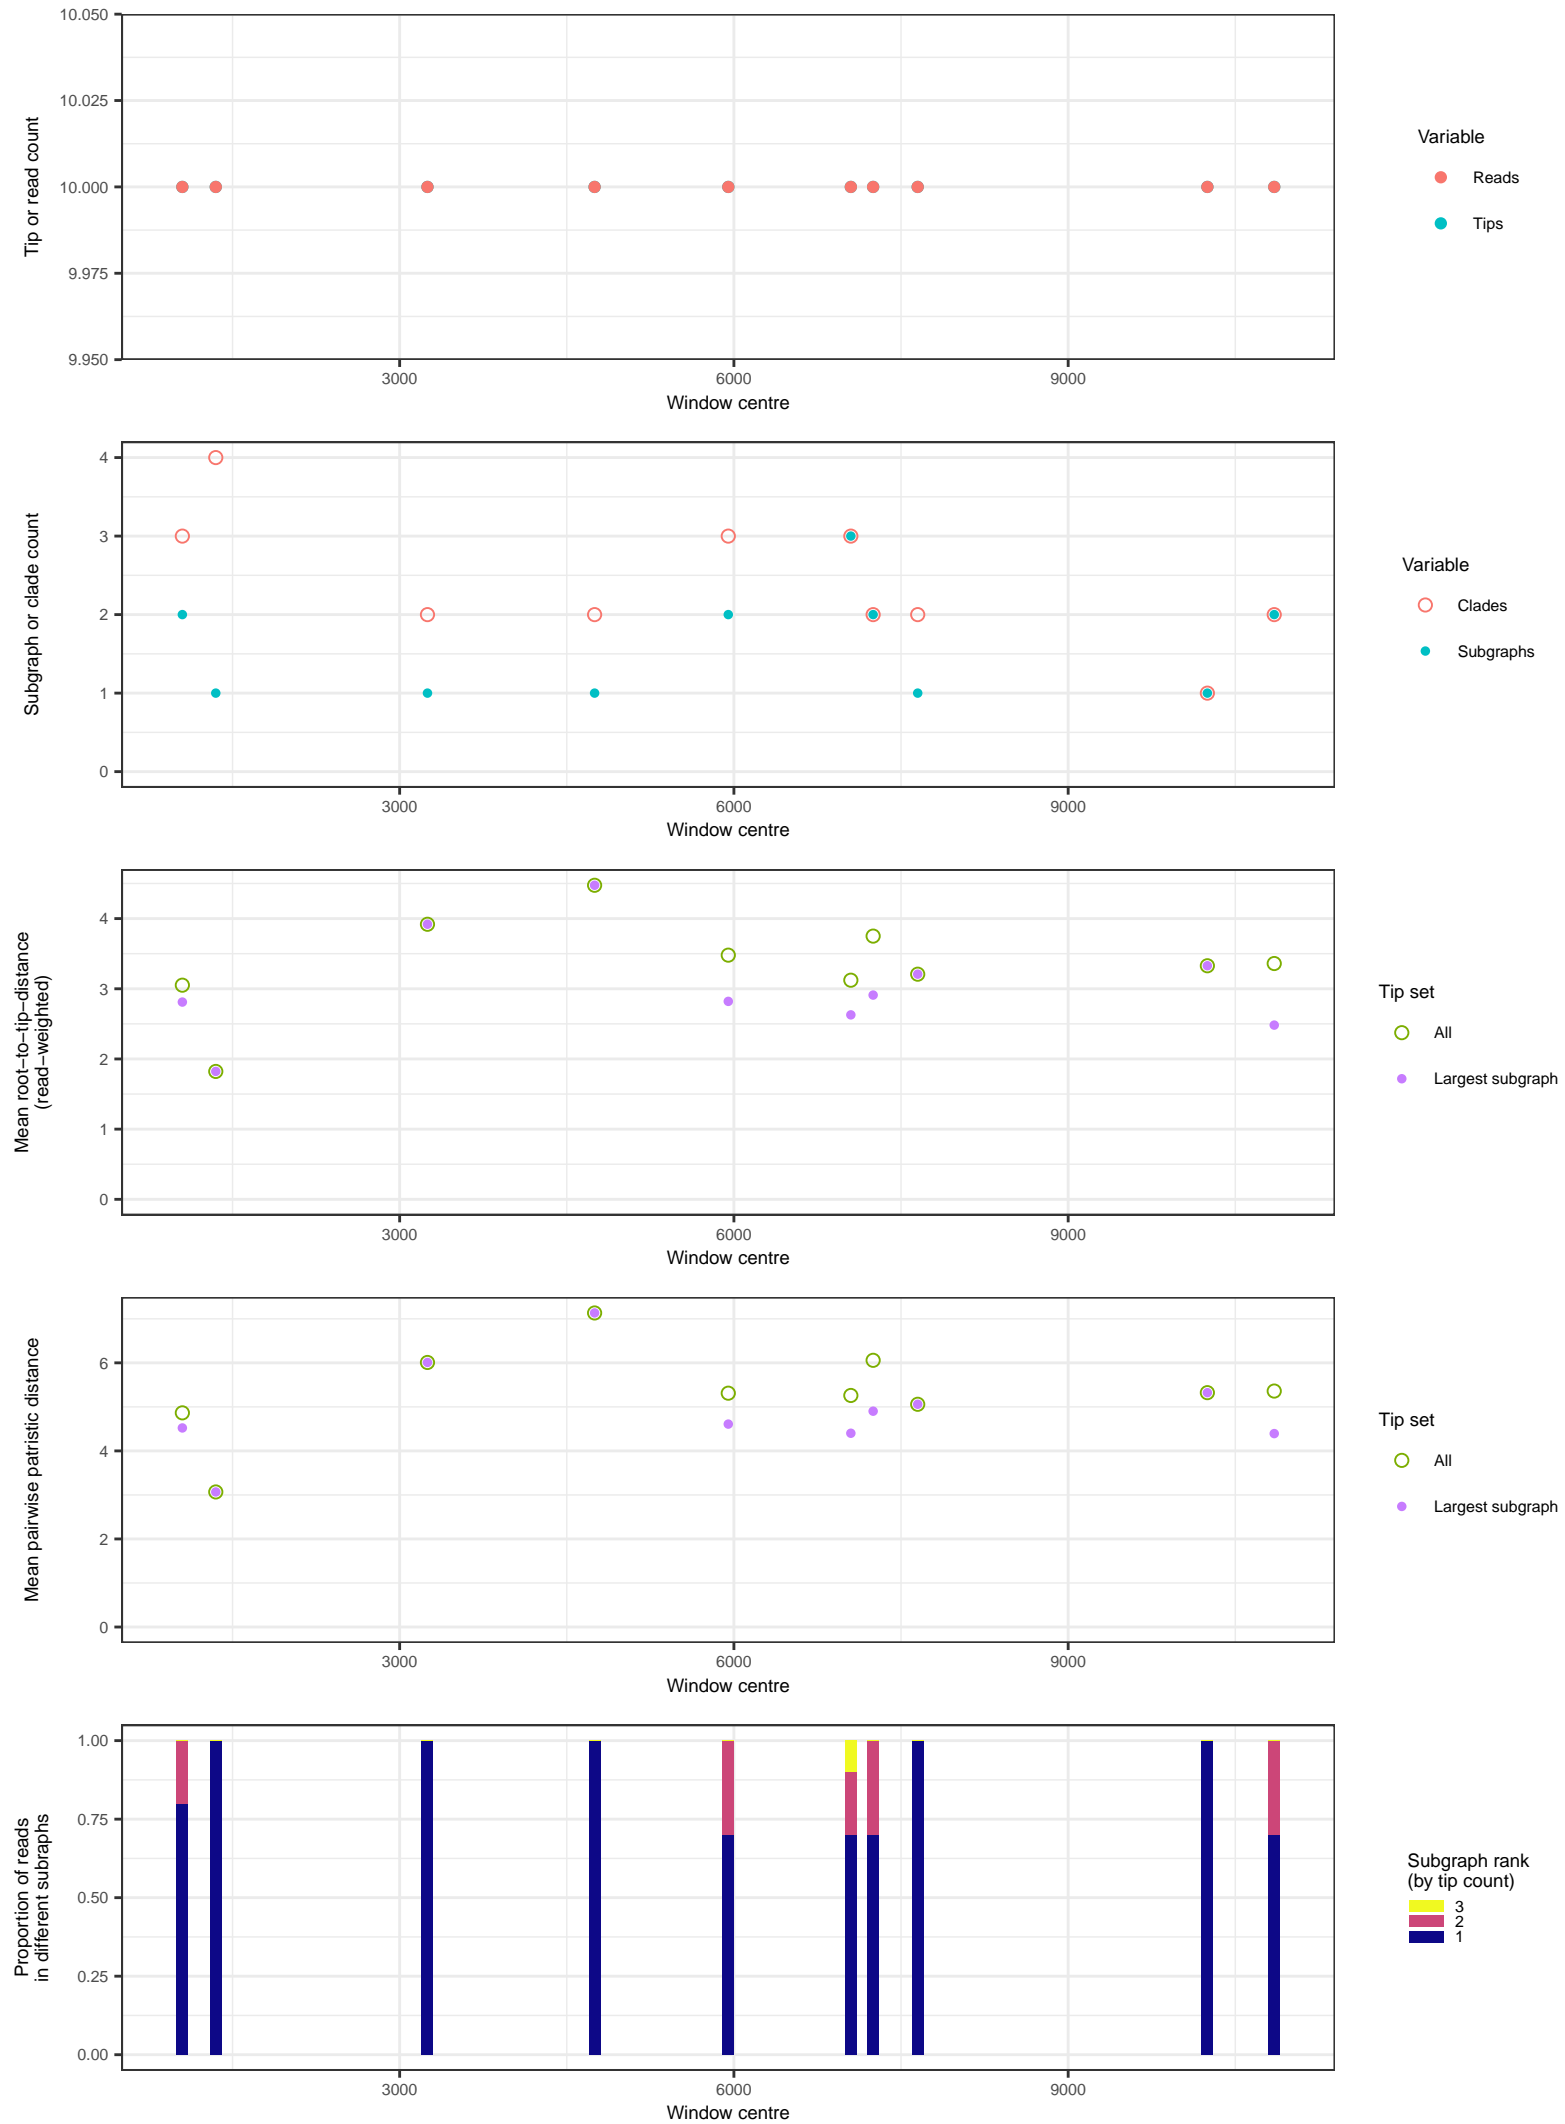 10.050
10.025
10.000
9.975
9.950
Tip or read count
3000 6000 9000
Window centre
Variable
Reads
Tips
4
3
2
1
0
Subgraph or clade count
3000 6000 9000
Window centre
Variable
Clades
Subgraphs
4
3
2
1
0
Mean root−to−tip−distance
(read−weighted)
3000 6000 9000
Window centre
Tip set
All
Largest subgraph
6
4
2
0
Mean pairwise patristic distance
3000 6000 9000
Window centre
Tip set
All
Largest subgraph
1.00
0.75
0.50
0.25
0.00
Proportion of reads
in different subraphs
3000 6000 9000
Window centre
Subgraph rank
(by tip count)
3
2
1